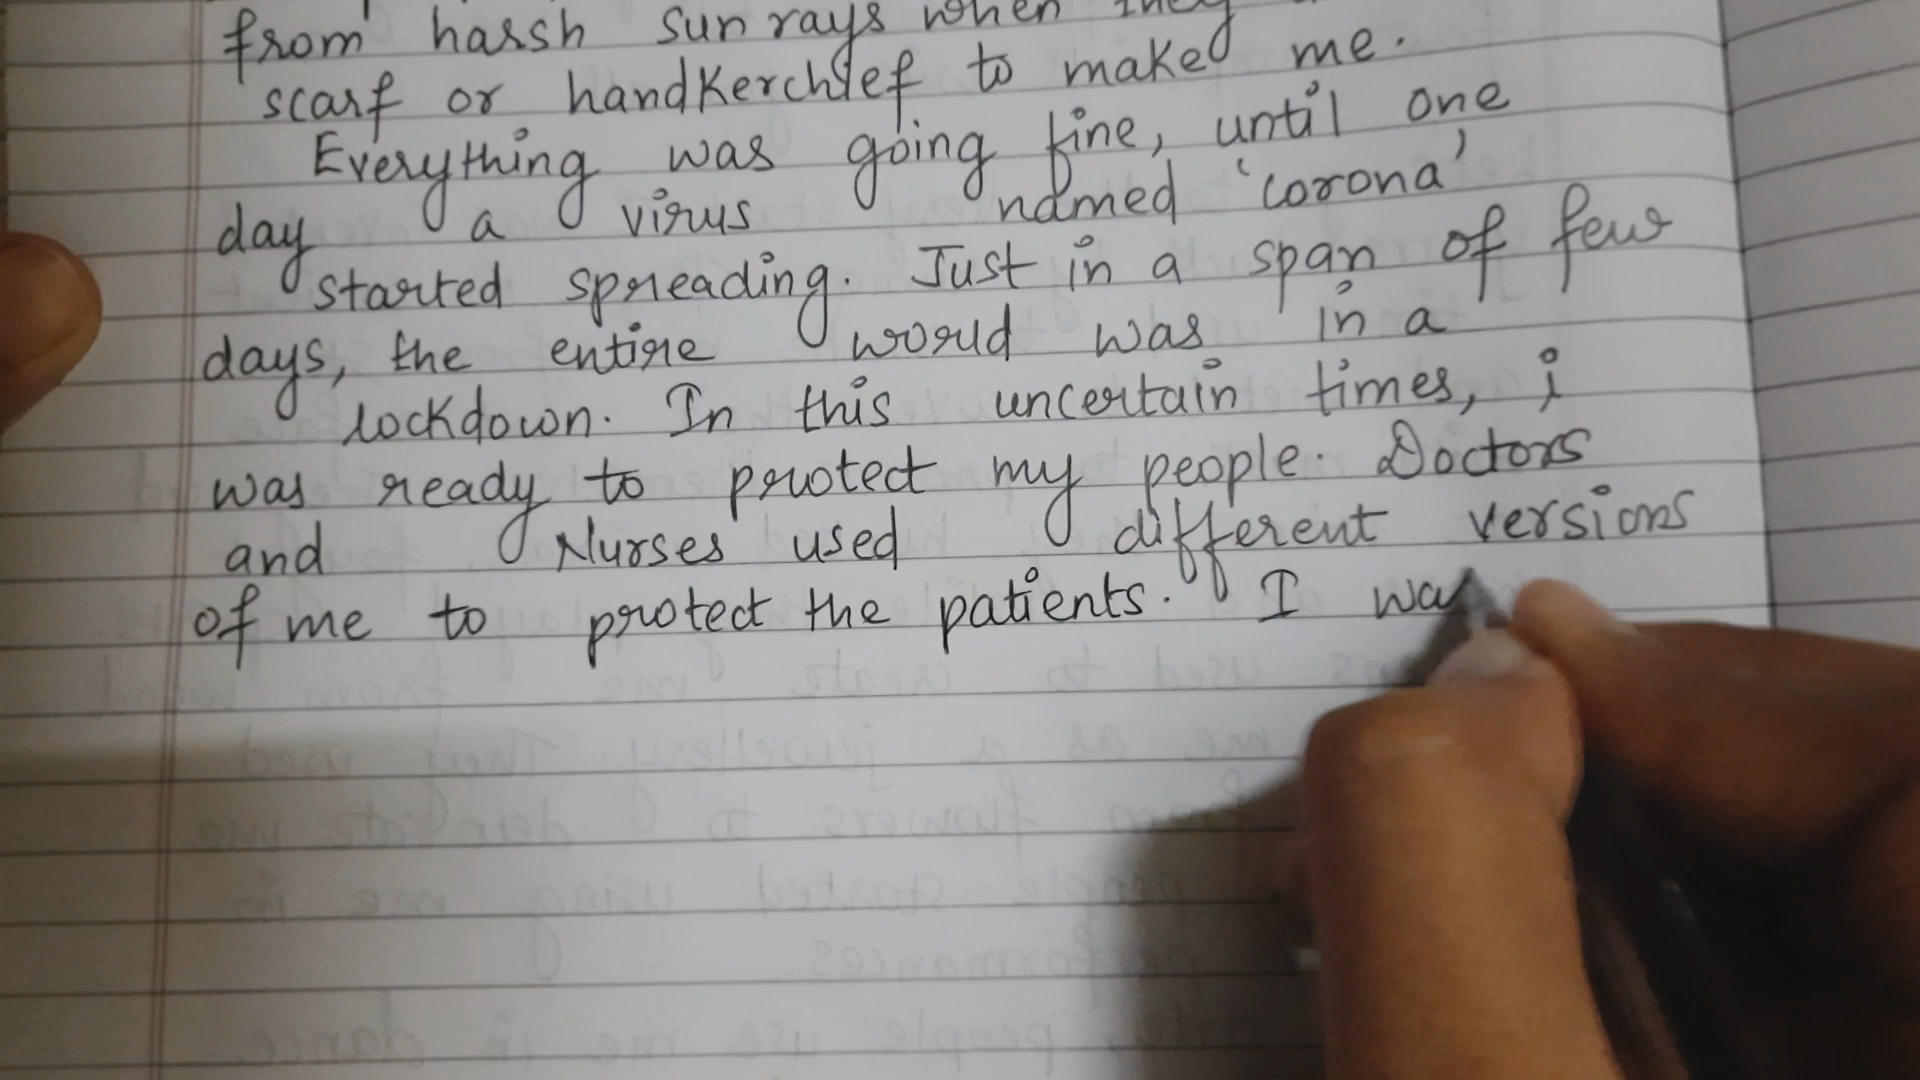 from harsh sun rays when they
scarf or handkerchief to make me.
Everything was going fine, until one
day a virus named 'corona'
started spreading. Just in a span of few
days, the entire world was in a
lockdown. In this uncertain times, i
was ready to protect my people. Doctors
and Nurses used different versions
of me to protect the patients. I was